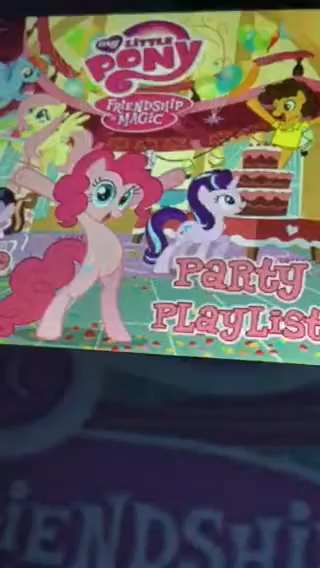 my LITTLE
PONY
FRIENDSHIP
is MAGIC
PARTY
PLAYLIST
FRIENDSHI